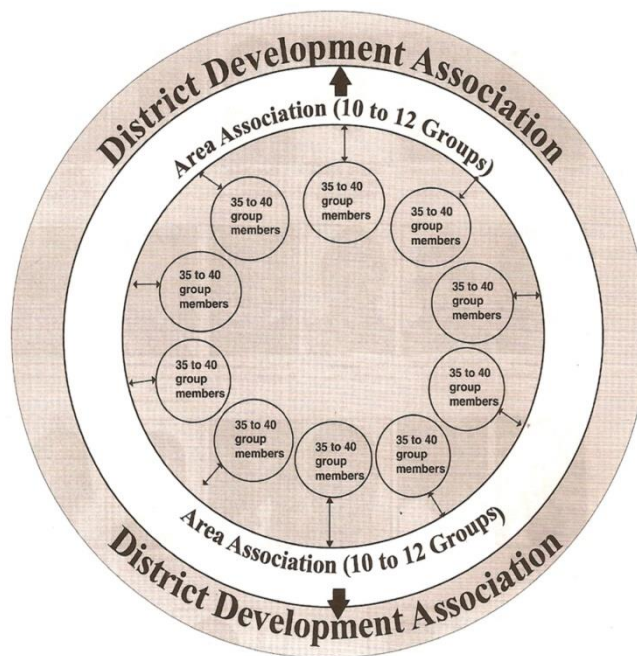 District Development Association
Area Association (10 to 12 Groups)
35 to 40
group
members
35 to 40
group
members
35 to 40
group
members
35 to 40
group
members
35 to 40
group
members
35 to 40
group
members
35 to 40
group
members
35 to 40
group
members
35 to 40
group
members
35 to 40
group
members
Area Association (10 to 12 Groups)
District Development Association